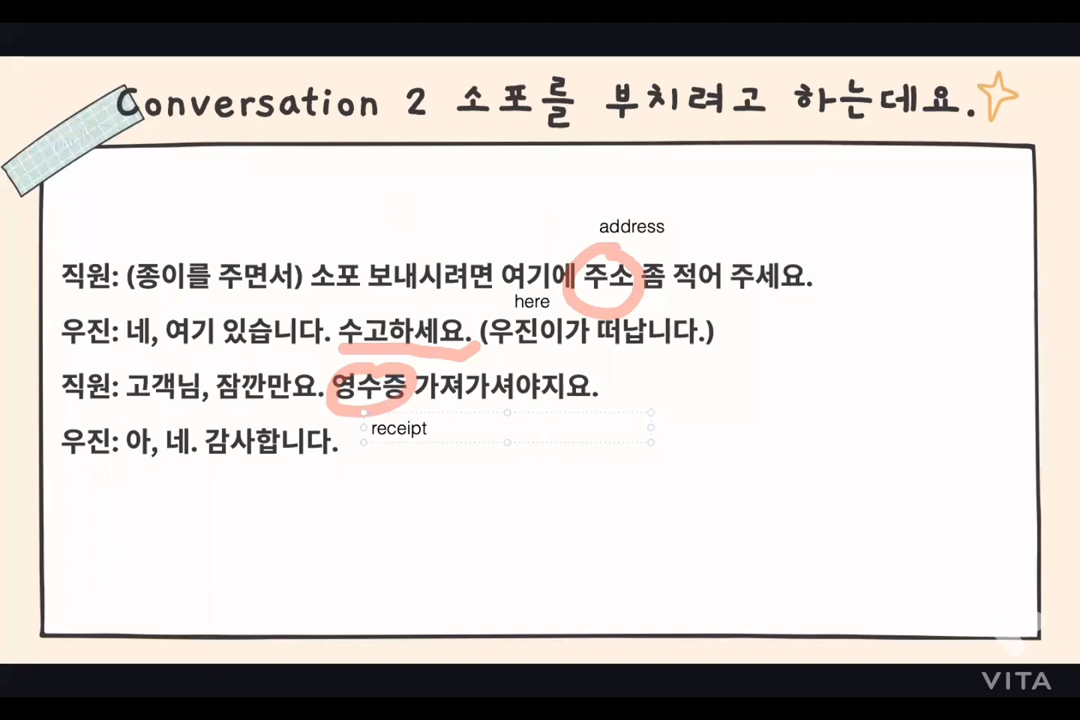 Conversation 2 소포를 부치려고 하는데요.
address
직원: (종이를 주면서) 소포 보내시려면 여기에 주소 좀 적어 주세요.
here
우진: 네, 여기 있습니다. 수고하세요. (우진이가 떠납니다.)
직원: 고객님, 잠깐만요. 영수증 가져가셔야지요.
receipt
우진: 아, 네. 감사합니다.
VITA